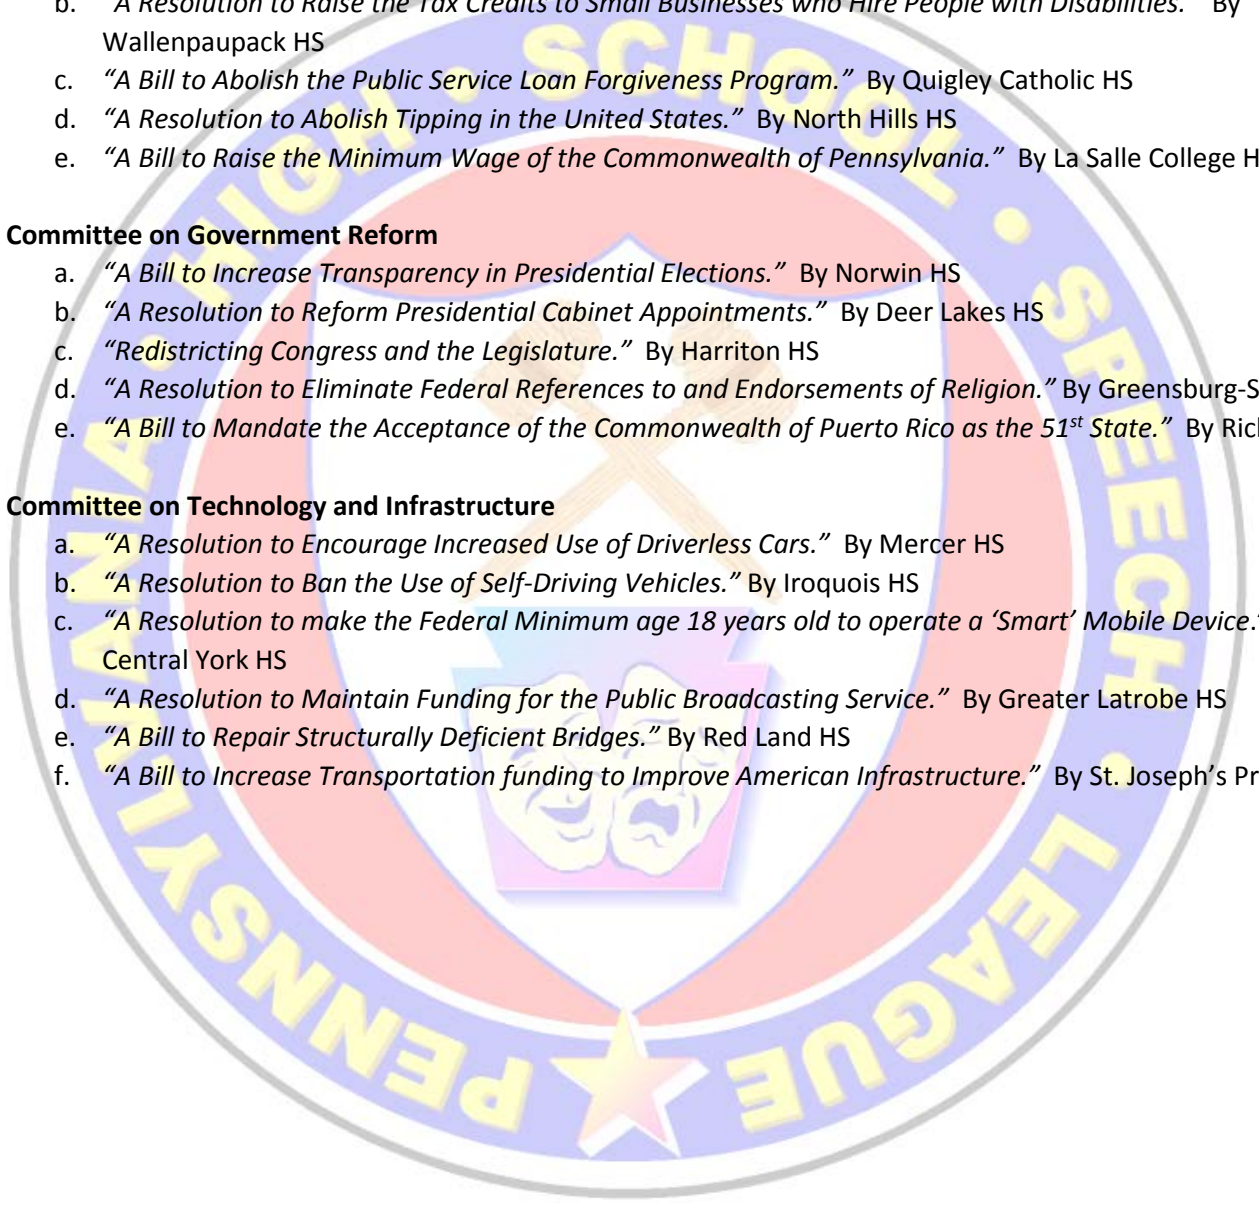 b. "A Resolution to Raise the Tax Credits to Small Businesses who Hire People with Disabilities." By
Wallenpaupack HS
c. “A Bill to Abolish the Public Service Loan Forgiveness Program.” By Quigley Catholic HS
d. “A Resolution to Abolish Tipping in the United States.” By North Hills HS
e. “A Bill to Raise the Minimum Wage of the Commonwealth of Pennsylvania.” By La Salle College H
Committee on Government Reform
a. “A Bill to Increase Transparency in Presidential Elections.” By Norwin HS
b. “A Resolution to Reform Presidential Cabinet Appointments.” By Deer Lakes HS
c. “Redistricting Congress and the Legislature.” By Harriton HS
d. “A Resolution to Eliminate Federal References to and Endorsements of Religion.” By Greensburg-S
e. “A Bill to Mandate the Acceptance of the Commonwealth of Puerto Rico as the 51st State.” By Rich
Committee on Technology and Infrastructure
a. “A Resolution to Encourage Increased Use of Driverless Cars.” By Mercer HS
b. “A Resolution to Ban the Use of Self-Driving Vehicles.” By Iroquois HS
c. “A Resolution to make the Federal Minimum age 18 years old to operate a ‘Smart’ Mobile Device.”
Central York HS
d. “A Resolution to Maintain Funding for the Public Broadcasting Service.” By Greater Latrobe HS
e. “A Bill to Repair Structurally Deficient Bridges.” By Red Land HS
f. “A Bill to Increase Transportation funding to Improve American Infrastructure.” By St. Joseph’s Pr
PENNSYLVANIA • HIGH • SCHOOL • SPEECH • LEAGUE